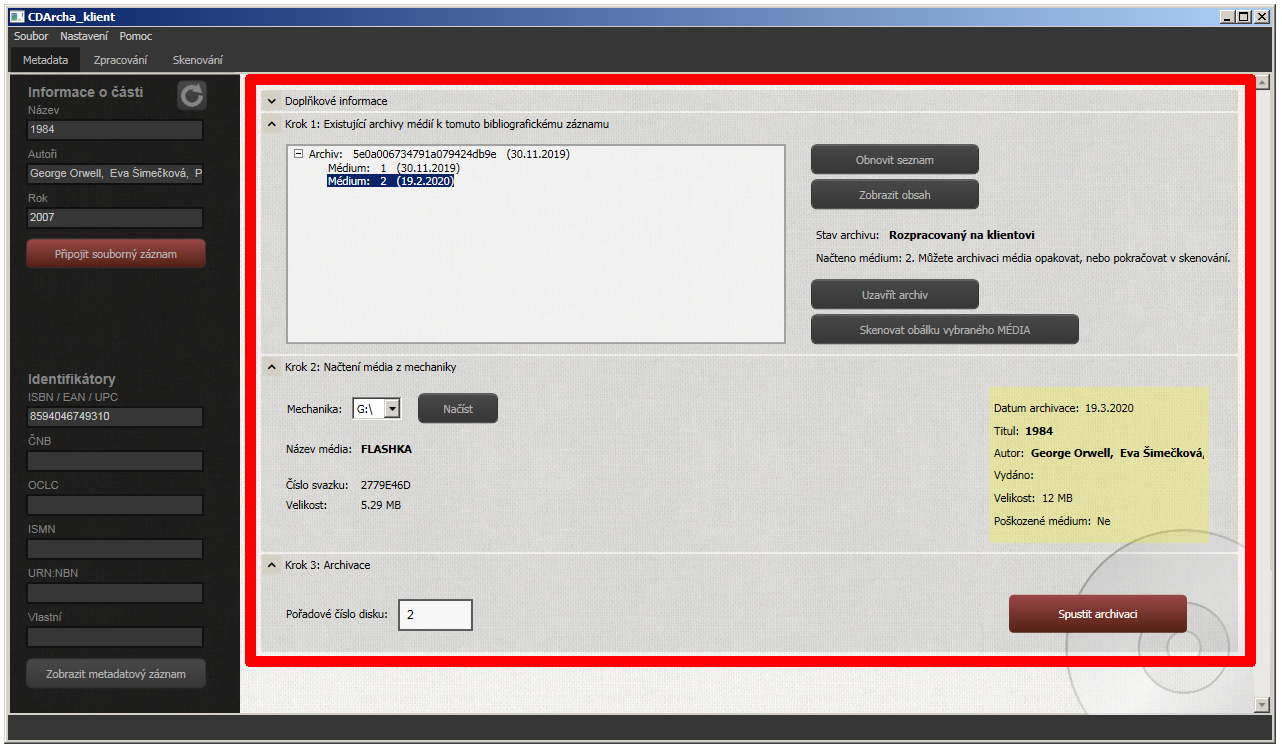 CDArcha_klient
Soubor Nastavení Pomoc
Metadata Zpracování Skenování
Informace o části
Název
1984
Autoři
George Orwell, Eva Šimečková, P
Rok
2007
Připojit souborný záznam
Identifikátory
ISBN / EAN / UPC
8594046749310
ČNB
OCLC
ISMN
URN:NBN
Vlastní
Zobrazit metadatový záznam
Doplňkové informace
Krok 1: Existující archivy médií k tomuto bibliografickému záznamu
Archiv: 5e0a006734791a079424db9e (30.11.2019)
Médium: 1 (30.11.2019)
Médium: 2 (19.2.2020)
Obnovit seznam
Zobrazit obsah
Stav archivu: Rozpracovaný na klientovi
Načteno médium: 2. Můžete archivaci média opakovat, nebo pokračovat v skenování.
Uzavřít archiv
Skenovat obálku vybraného MÉDIA
Krok 2: Načtení média z mechaniky
Mechanika: G:\ Načíst
Název média: FLASHKA
Číslo svazku: 2779E46D
Velikost: 5.29 MB
Datum archivace: 19.3.2020
Titul: 1984
Autor: George Orwell, Eva Šimečková,
Vydáno:
Velikost: 12 MB
Poškozené médium: Ne
Krok 3: Archivace
Pořadové číslo disku: 2
Spustit archivaci